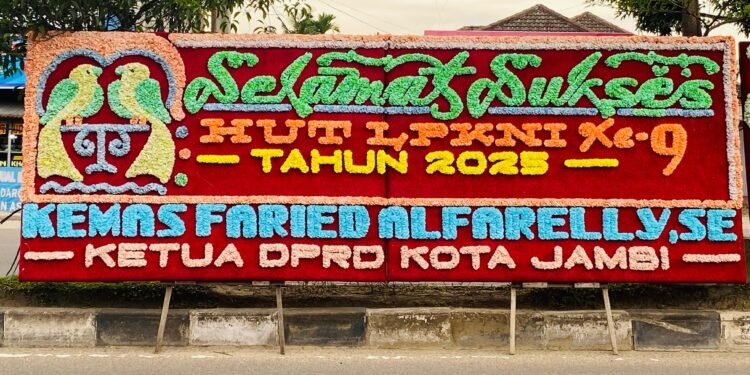 Selamat & Sukses
HUT LPKNI Ke-9
— TAHUN 2025 —
KEMAS FARIED ALFARELLY,SE
— KETUA DPRD KOTA JAMBI —